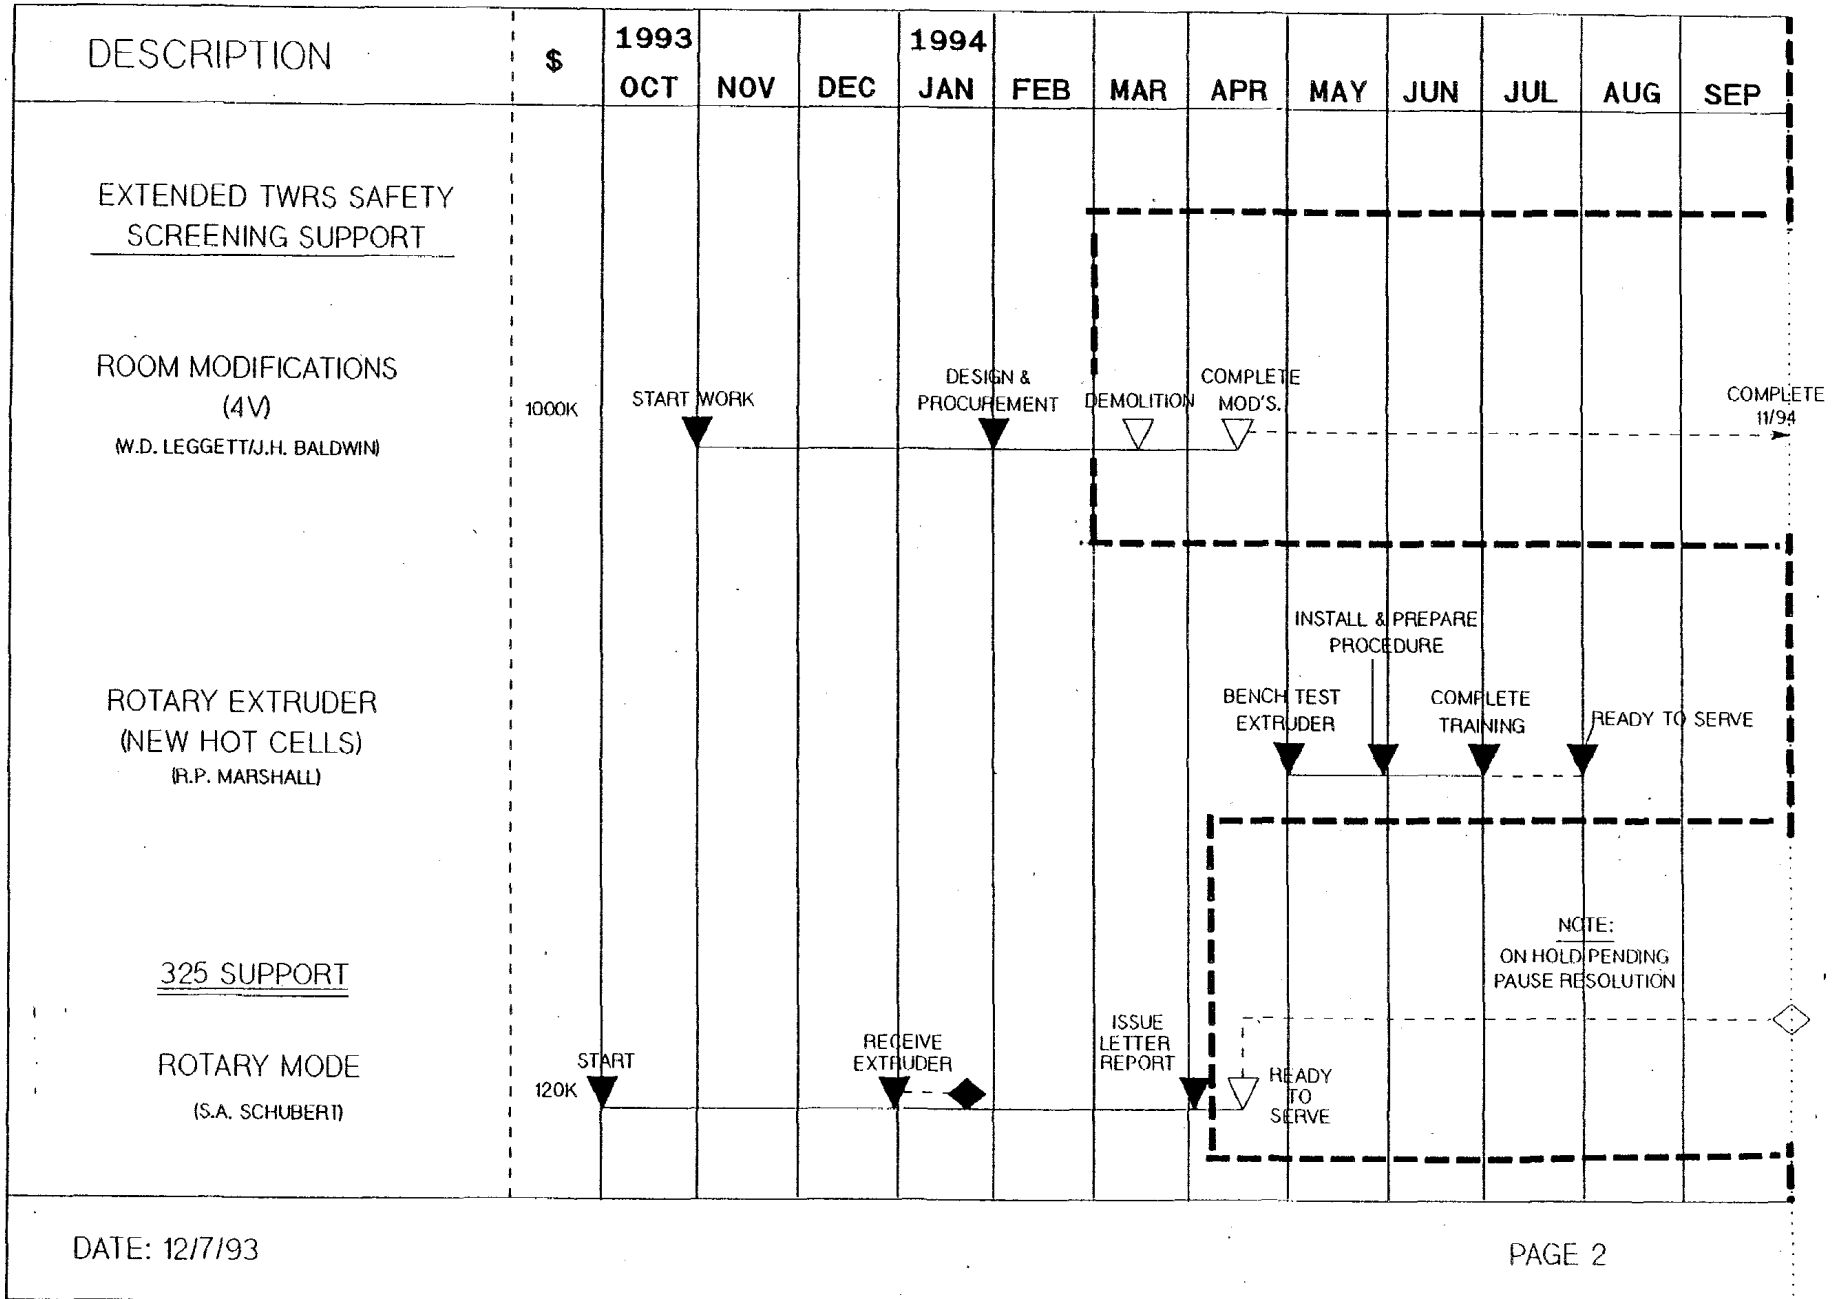 DESCRIPTION
$
1993
1994
OCT NOV DEC JAN FEB MAR APR MAY JUN JUL AUG SEP
EXTENDED TWRS SAFETY
SCREENING SUPPORT
ROOM MODIFICATIONS
(4V)
(W.D. LEGGETT/J.H. BALDWIN)
1000K
START WORK
DESIGN &
PROCUREMENT
DEMOLITION
COMPLETE
MOD'S.
COMPLETE
11/94
ROTARY EXTRUDER
(NEW HOT CELLS)
(R.P. MARSHALL)
BENCH TEST
EXTRUDER
INSTALL & PREPARE
PROCEDURE
COMPLETE
TRAINING
READY TO SERVE
325 SUPPORT
NOTE:
ON HOLD PENDING
PAUSE RESOLUTION
ROTARY MODE
(S.A. SCHUBERT)
120K
START
RECEIVE
EXTRUDER
ISSUE
LETTER
REPORT
READY
TO
SERVE
DATE: 12/7/93
PAGE 2